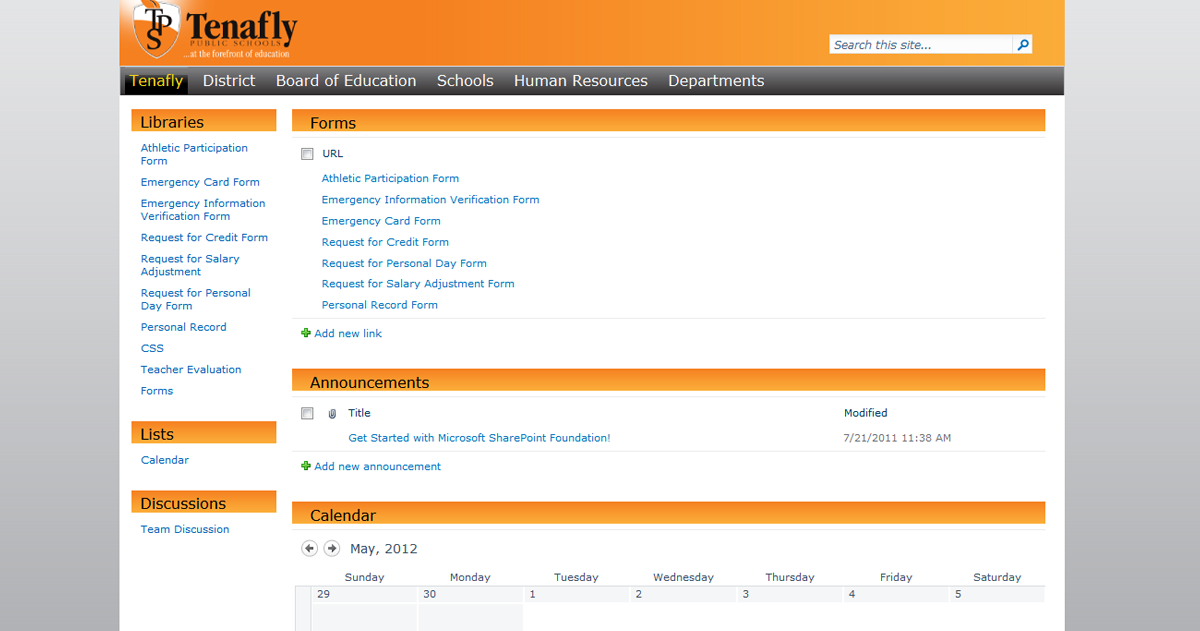 TPS
Tenafly
PUBLIC SCHOOLS
...at the forefront of education
Search this site...
Tenafly District Board of Education Schools Human Resources Departments
Libraries
Athletic Participation
Form
Emergency Card Form
Emergency Information
Verification Form
Request for Credit Form
Request for Salary
Adjustment
Request for Personal
Day Form
Personal Record
CSS
Teacher Evaluation
Forms
Lists
Calendar
Discussions
Team Discussion
Forms
URL
Athletic Participation Form
Emergency Information Verification Form
Emergency Card Form
Request for Credit Form
Request for Personal Day Form
Request for Salary Adjustment Form
Personal Record Form
Add new link
Announcements
Title Modified
Get Started with Microsoft SharePoint Foundation! 7/21/2011 11:38 AM
Add new announcement
Calendar
May, 2012
Sunday Monday Tuesday Wednesday Thursday Friday Saturday
29 30 1 2 3 4 5